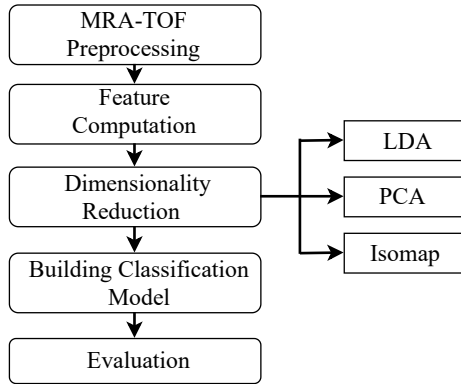 MRA-TOF
Preprocessing
Feature
Computation
Dimensionality
Reduction
LDA
PCA
Isomap
Building Classification
Model
Evaluation